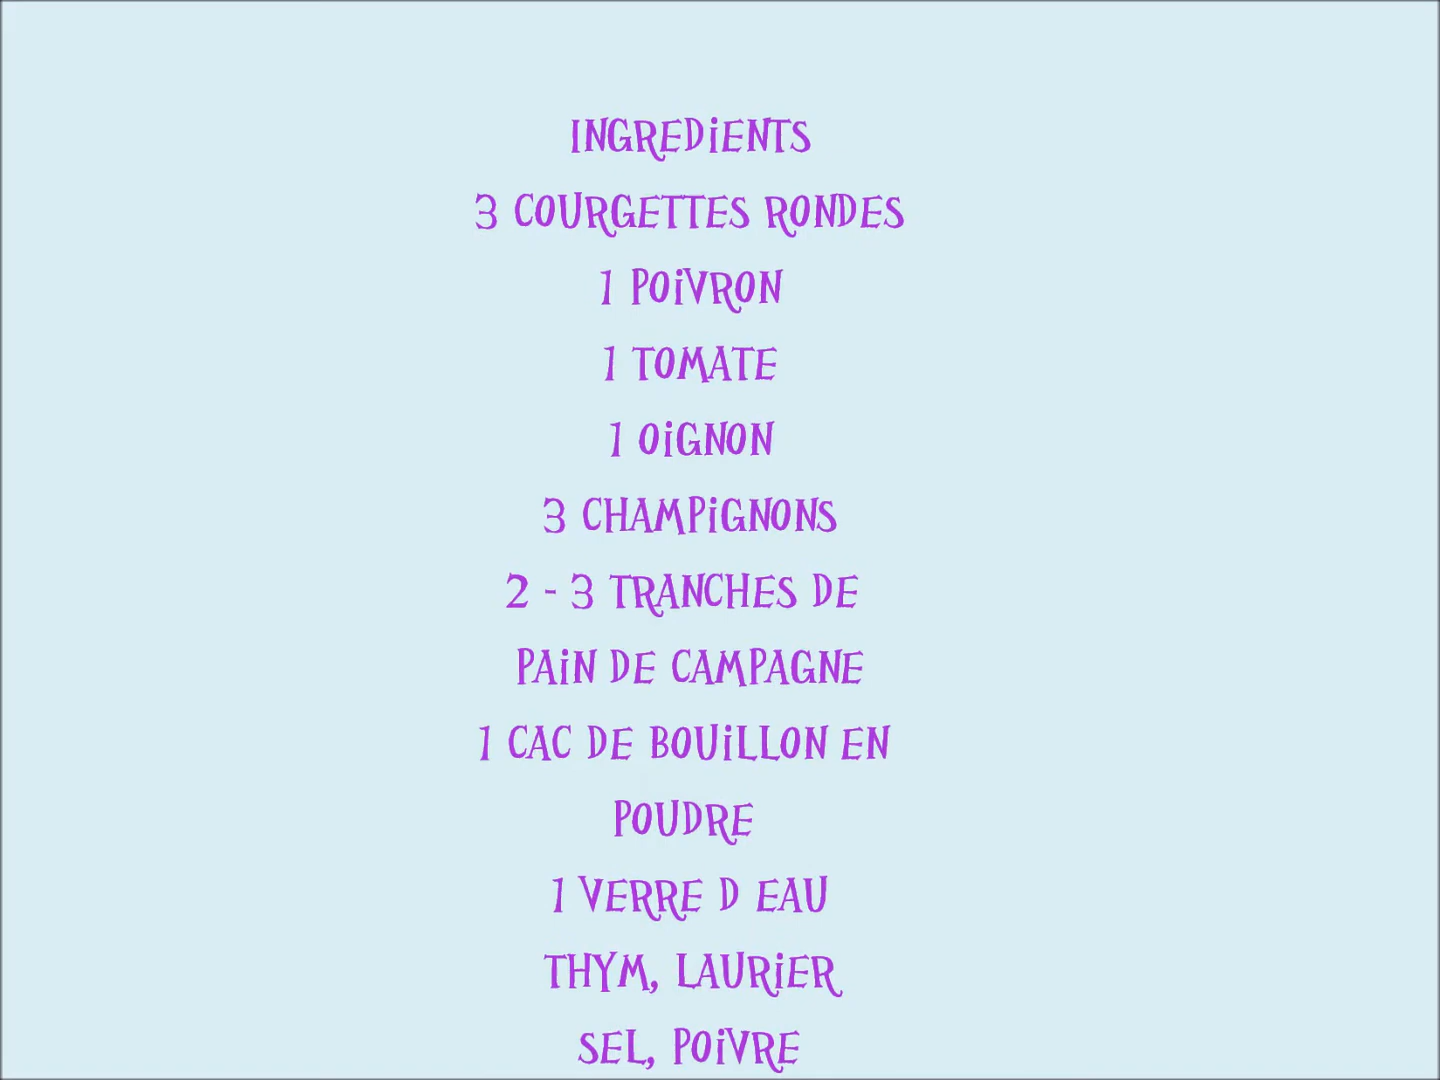 INGREDIENTS
3 COURGETTES RONDES
1 POIVRON
1 TOMATE
1 OIGNON
3 CHAMPIGNONS
2 - 3 TRANCHES DE
PAIN DE CAMPAGNE
1 CAC DE BOUILLON EN
POUDRE
1 VERRE D EAU
THYM, LAURIER
SEL, POIVRE